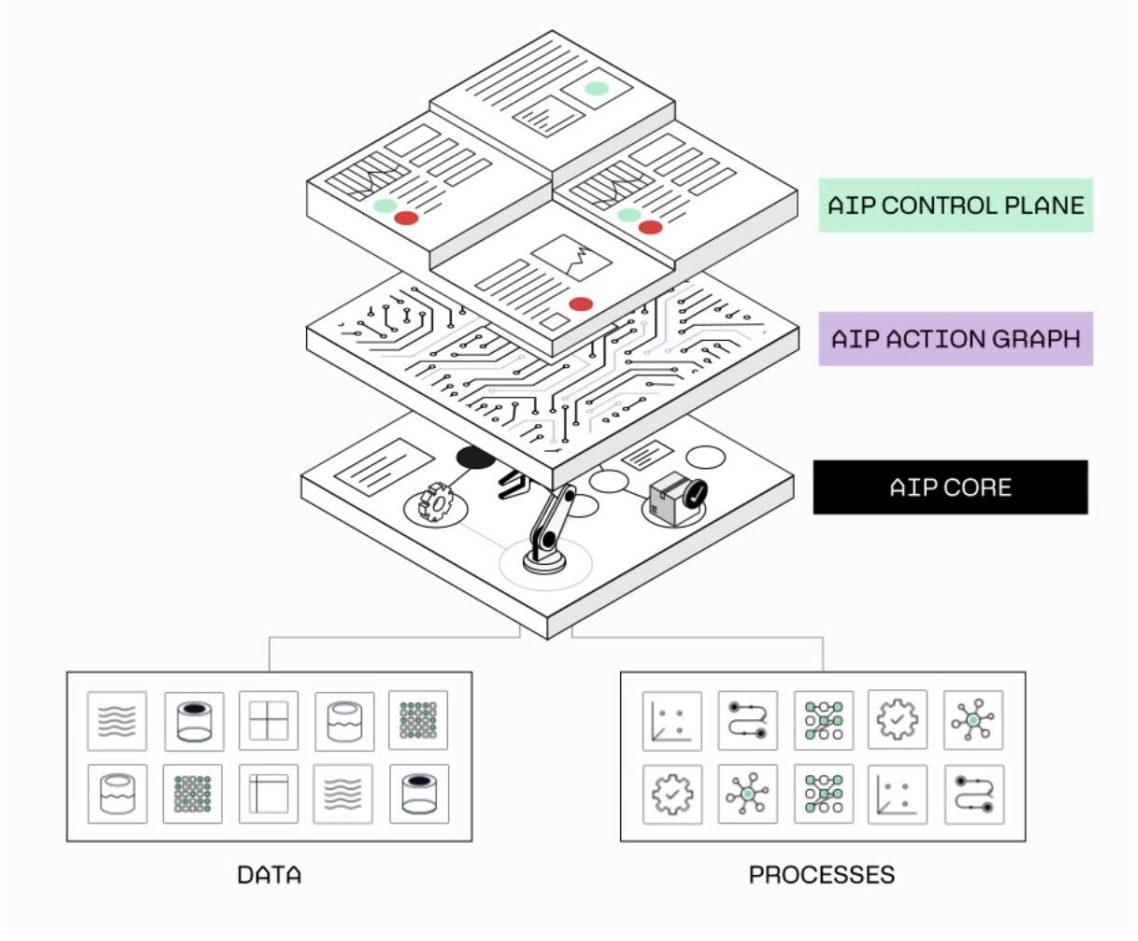 AIP CONTROL PLANE
AIP ACTION GRAPH
AIP CORE
DATA
PROCESSES